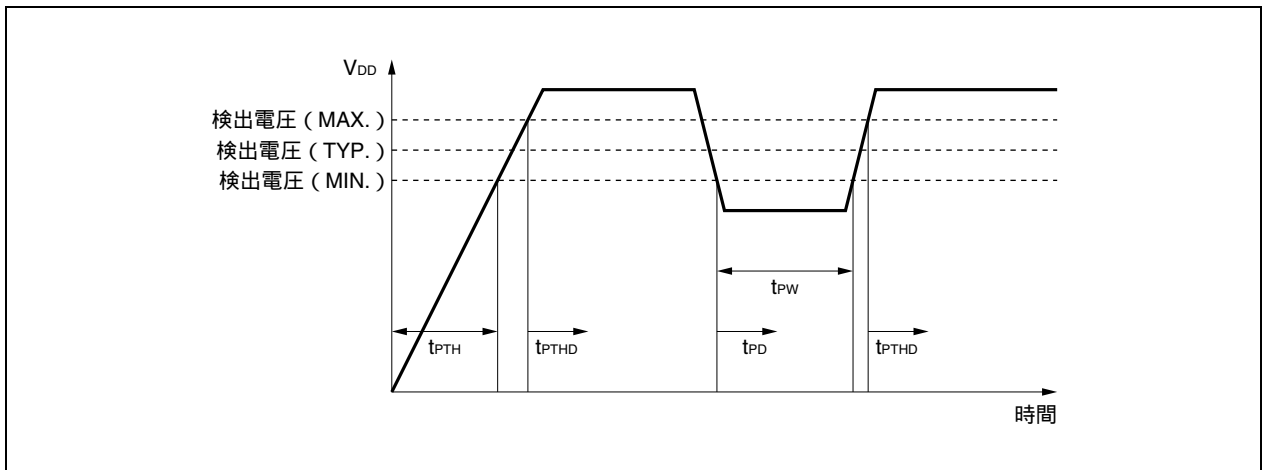 VDD
検出電圧（MAX.）
検出電圧（TYP.）
検出電圧（MIN.）
tPW
tPTH
tPTHD
tPD
tPTHD
時間